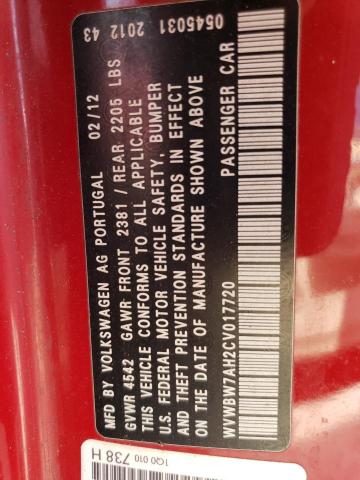 0545031 2012 43
MFD BY VOLKSWAGEN AG PORTUGAL 02/12
GVWR 4542 GAWR FRONT 2381 / REAR 2205 LBS
THIS VEHICLE CONFORMS TO ALL APPLICABLE
U.S. FEDERAL MOTOR VEHICLE SAFETY, BUMPER
AND THEFT PREVENTION STANDARDS IN EFFECT
ON DATE OF MANUFACTURE SHOWN ABOVE
PASSENGER CAR
WVWBW7AH2CV017720
1Q0 010 738 H